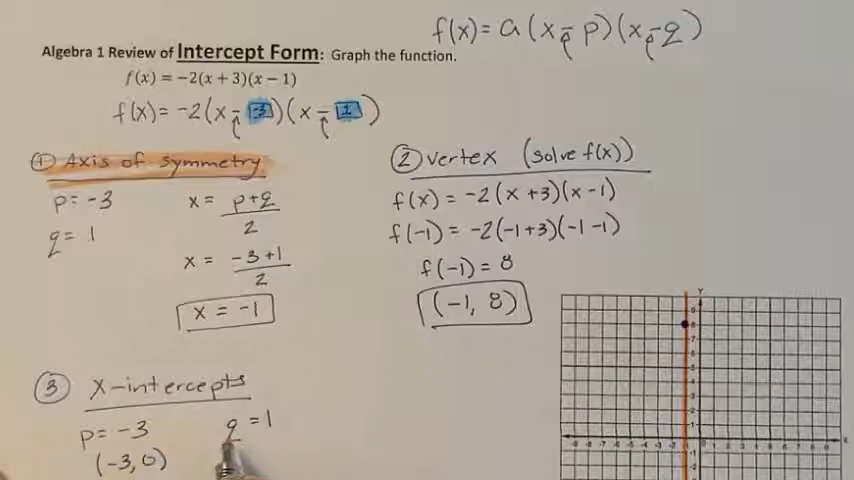 f(x) = a(x - p)(x - q)
Algebra 1 Review of Intercept Form: Graph the function.
f(x) = −2(x + 3)(x − 1)
f(x) = -2(x - -3)(x - 1)
① Axis of symmetry
p = -3
q = 1
x = p+q / 2
x = -3+1 / 2
x = -1
② vertex (solve f(x))
f(x) = -2(x+3)(x-1)
f(-1) = -2(-1+3)(-1-1)
f(-1) = 8
(-1, 8)
③ X-intercepts
p = -3
(-3, 0)
q = 1